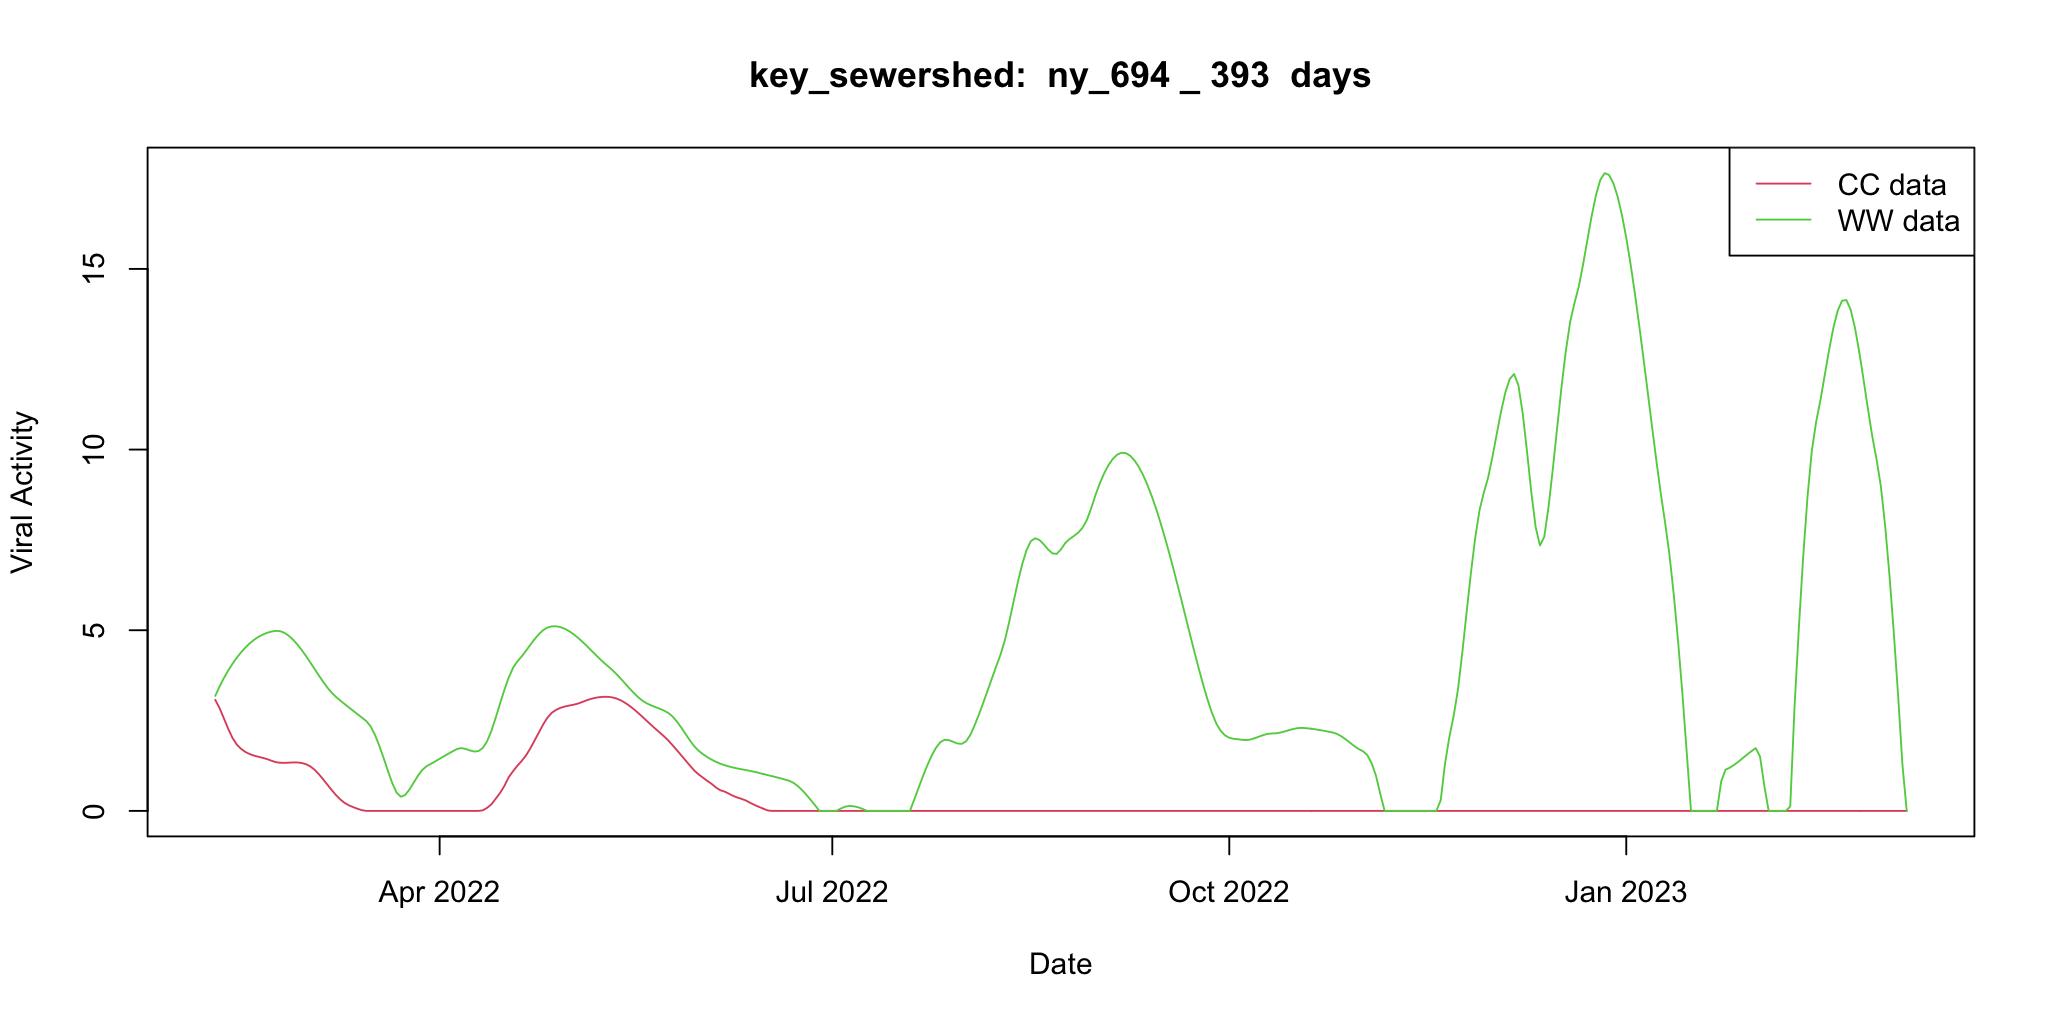 key_sewershed:  ny_694 _ 393  days
CC data
WW data
15
10
5
0
Viral Activity
Apr 2022
Jul 2022
Oct 2022
Jan 2023
Date